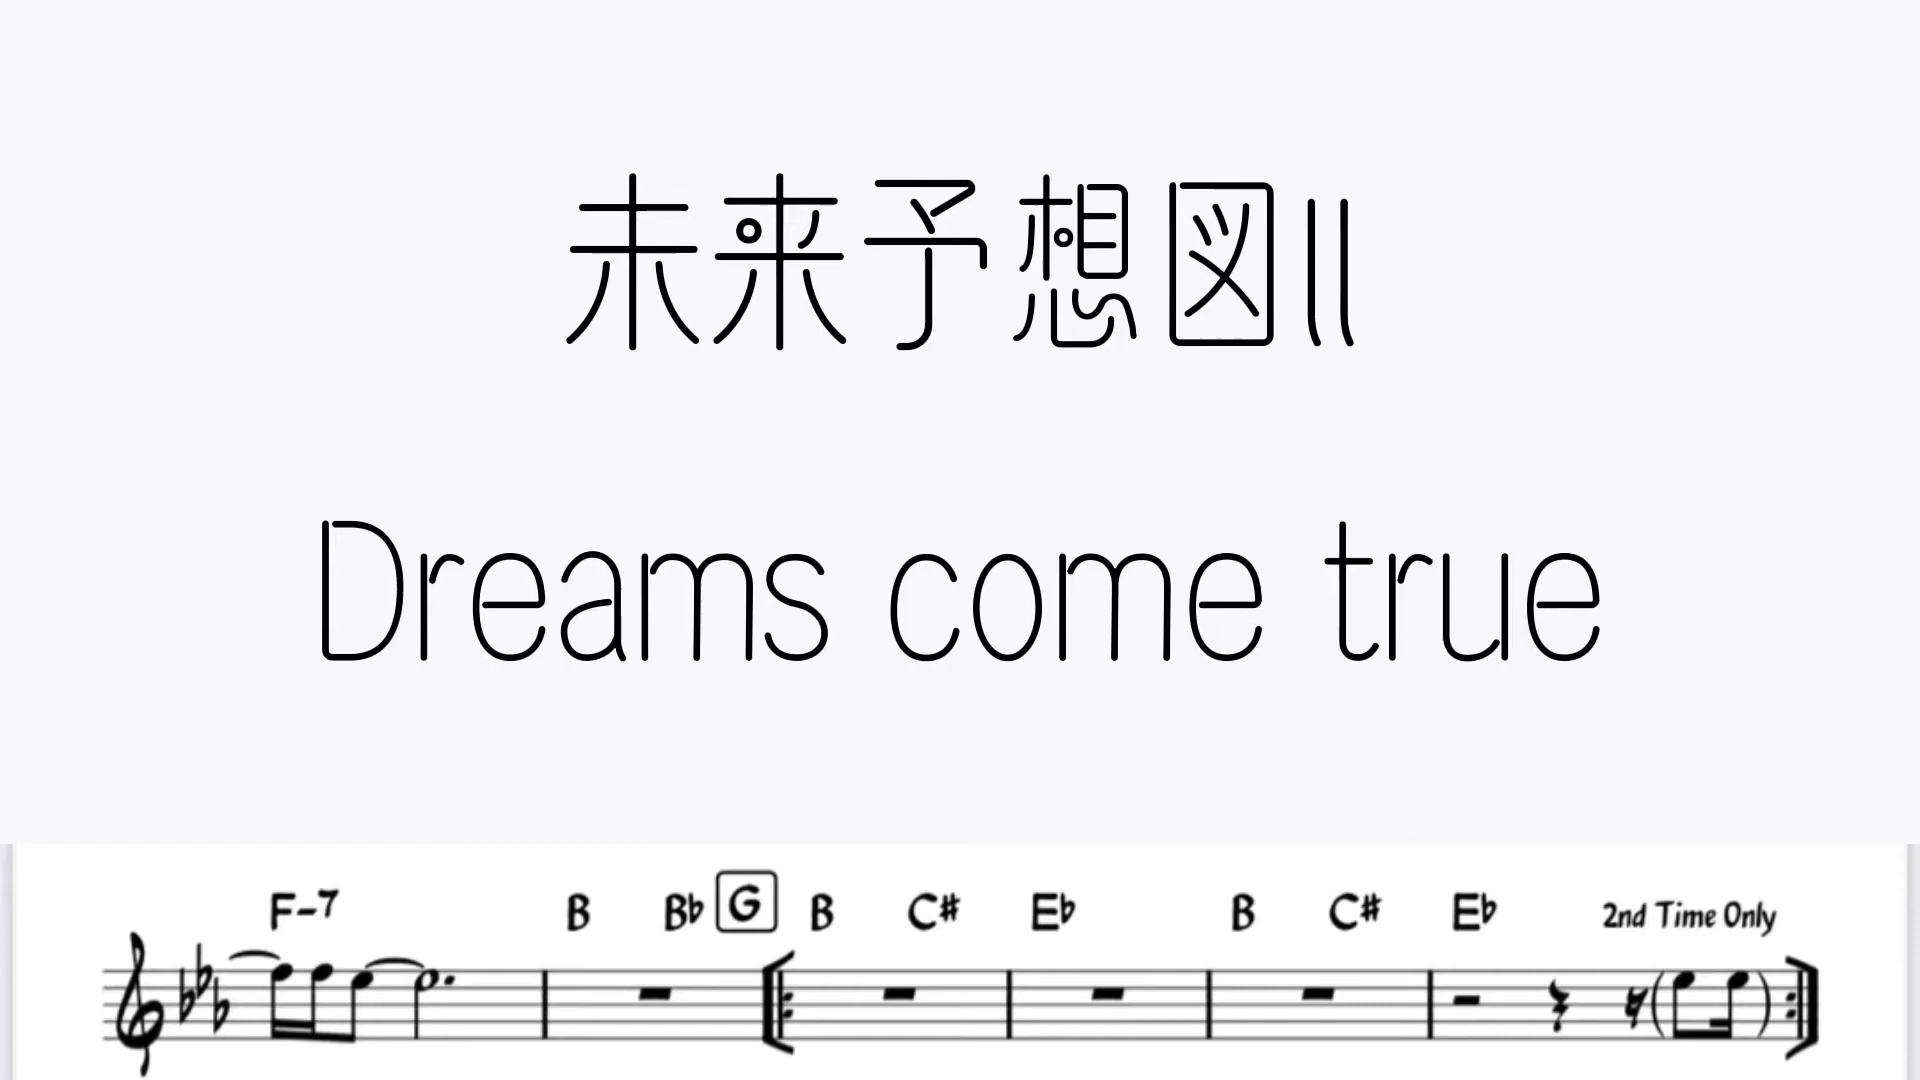 未来予想図II
Dreams come true
F-7 B B♭ G B C# E♭ B C# E♭ 2nd Time Only